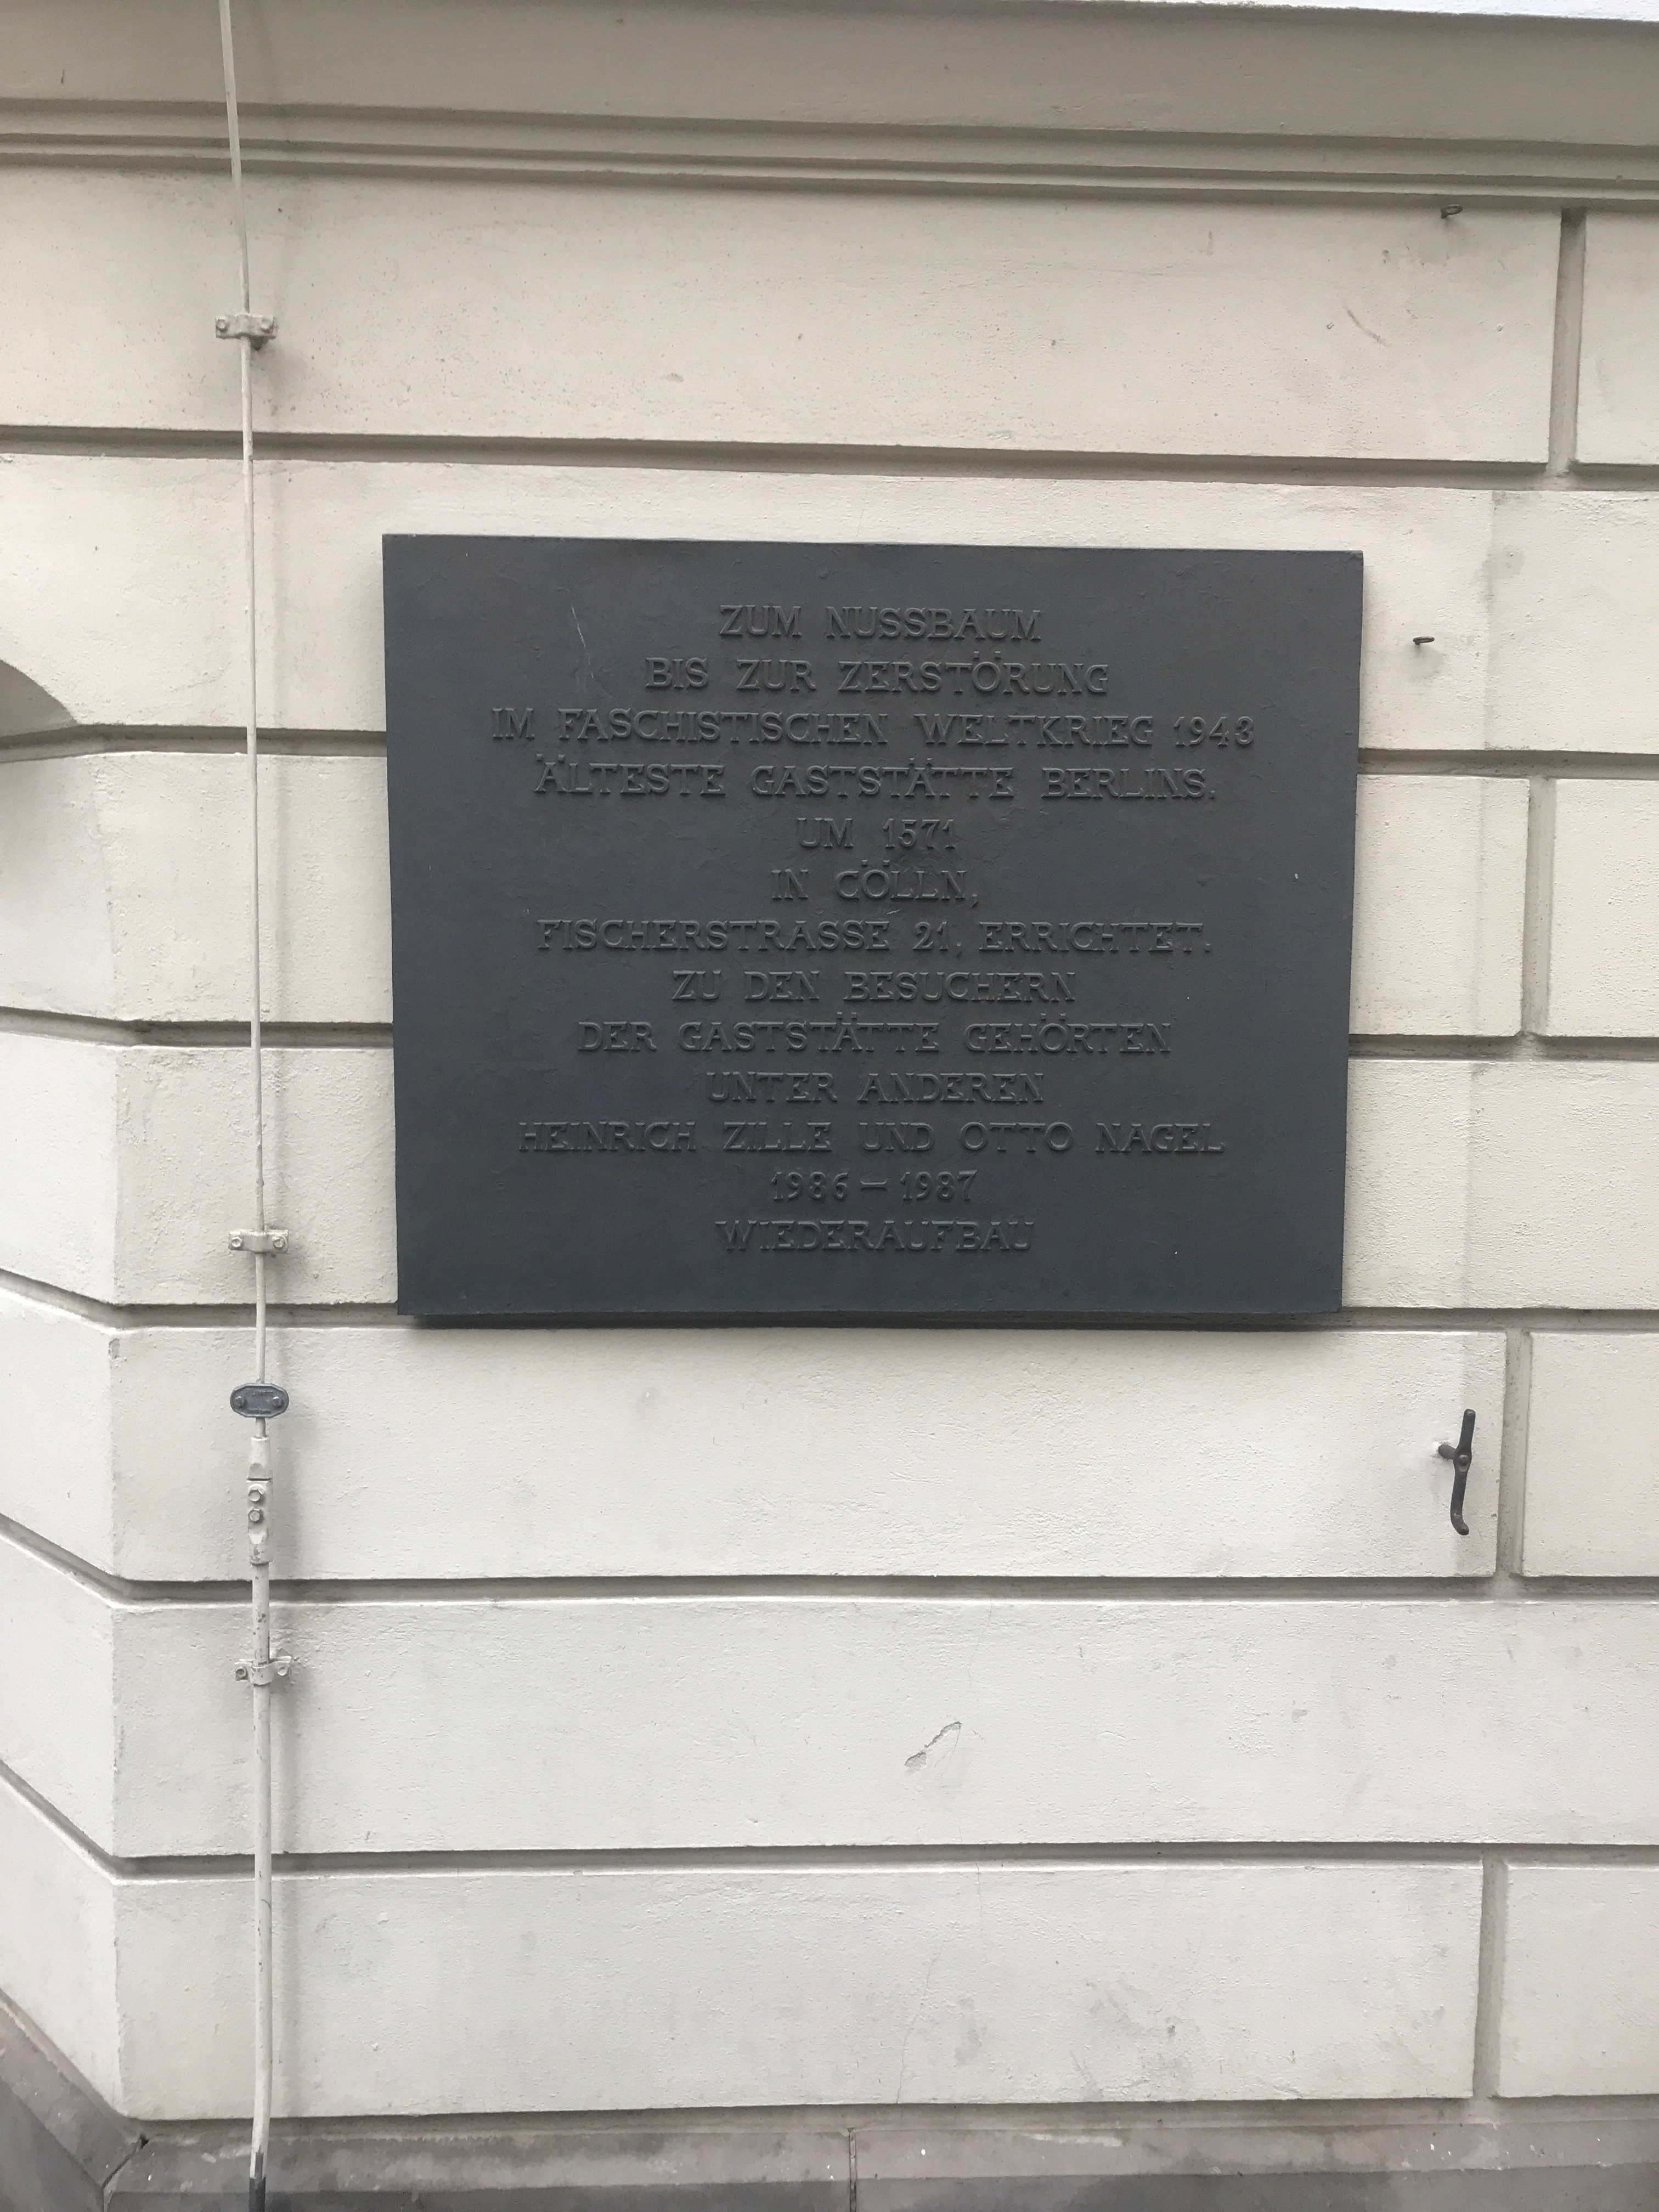 ZUM NUSSBAUM
BIS ZUR ZERSTÖRUNG
IM FASCHISTISCHEN WELTKRIEG 1943
ÄLTESTE GASTSTÄTTE BERLINS.
UM 1571
IN CÖLLN,
FISCHERSTRASSE 21, ERRICHTET.
ZU DEN BESUCHERN
DER GASTSTÄTTE GEHÖRTEN
UNTER ANDEREN
HEINRICH ZILLE UND OTTO NAGEL
1986 – 1987
WIEDERAUFBAU